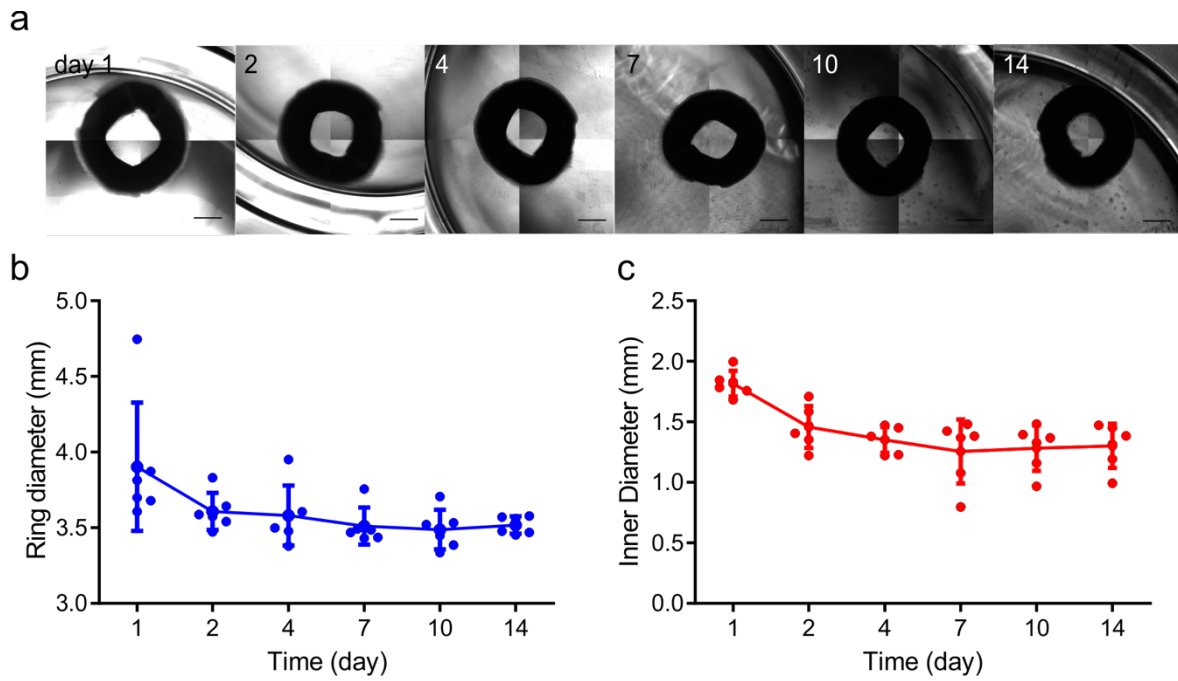 a
day 1 2 4 7 10 14
b
c
5.0
4.5
4.0
3.5
3.0
Ring diameter (mm)
1 2 4 7 10 14
Time (day)
2.5
2.0
1.5
1.0
0.5
0.0
Inner Diameter (mm)
1 2 4 7 10 14
Time (day)